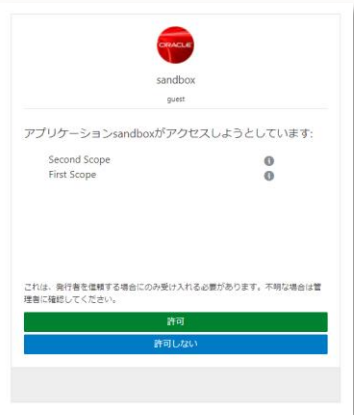 ORACLE
sandbox
guest
アプリケーションsandboxがアクセスしようとしています:
Second Scope
First Scope
これは、発行者を信頼する場合にのみ受け入れる必要があります。不明な場合は管
理者に確認してください。
許可
許可しない